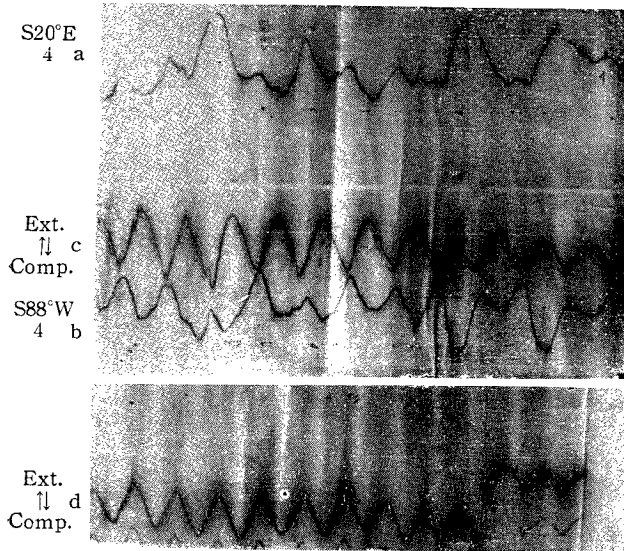 S20°E
4 a
Ext.
⇅ c
Comp.
S88°W
4 b
Ext.
⇅ d
Comp.